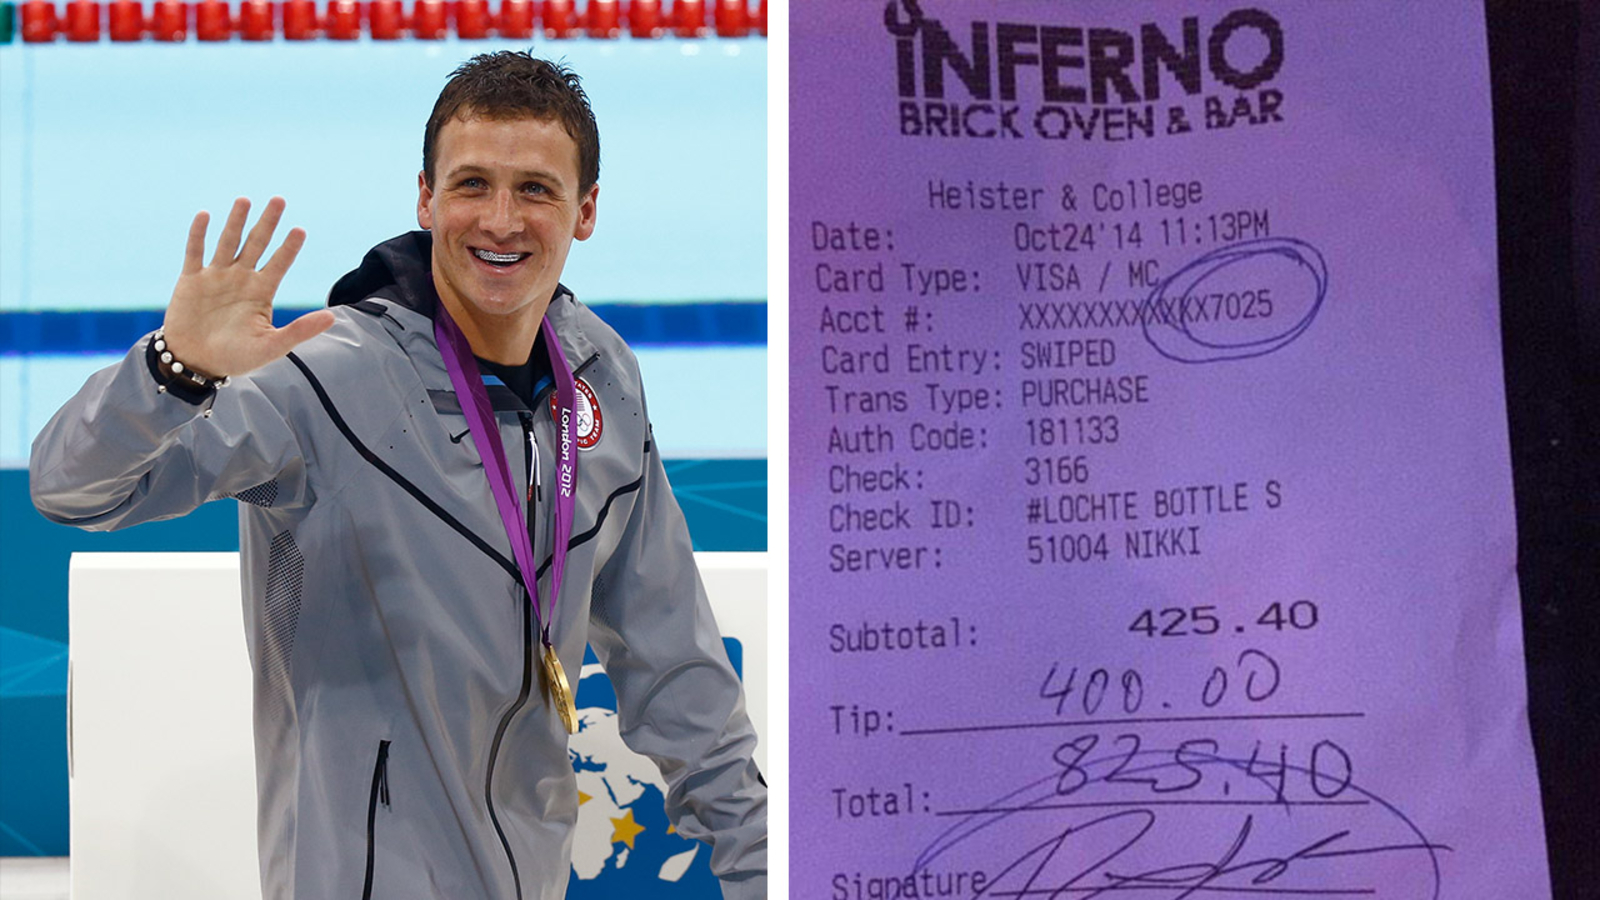 London 2012
INFERNO
BRICK OVEN & BAR
Heister & College
Date: Oct24'14 11:13PM
Card Type: VISA / MC
Acct #: XXXXXXXXXXXX7025
Card Entry: SWIPED
Trans Type: PURCHASE
Auth Code: 181133
Check: 3166
Check ID: #LOCHTE BOTTLE S
Server: 51004 NIKKI
Subtotal: 425.40
Tip: 400.00
Total: 825.40
Signature